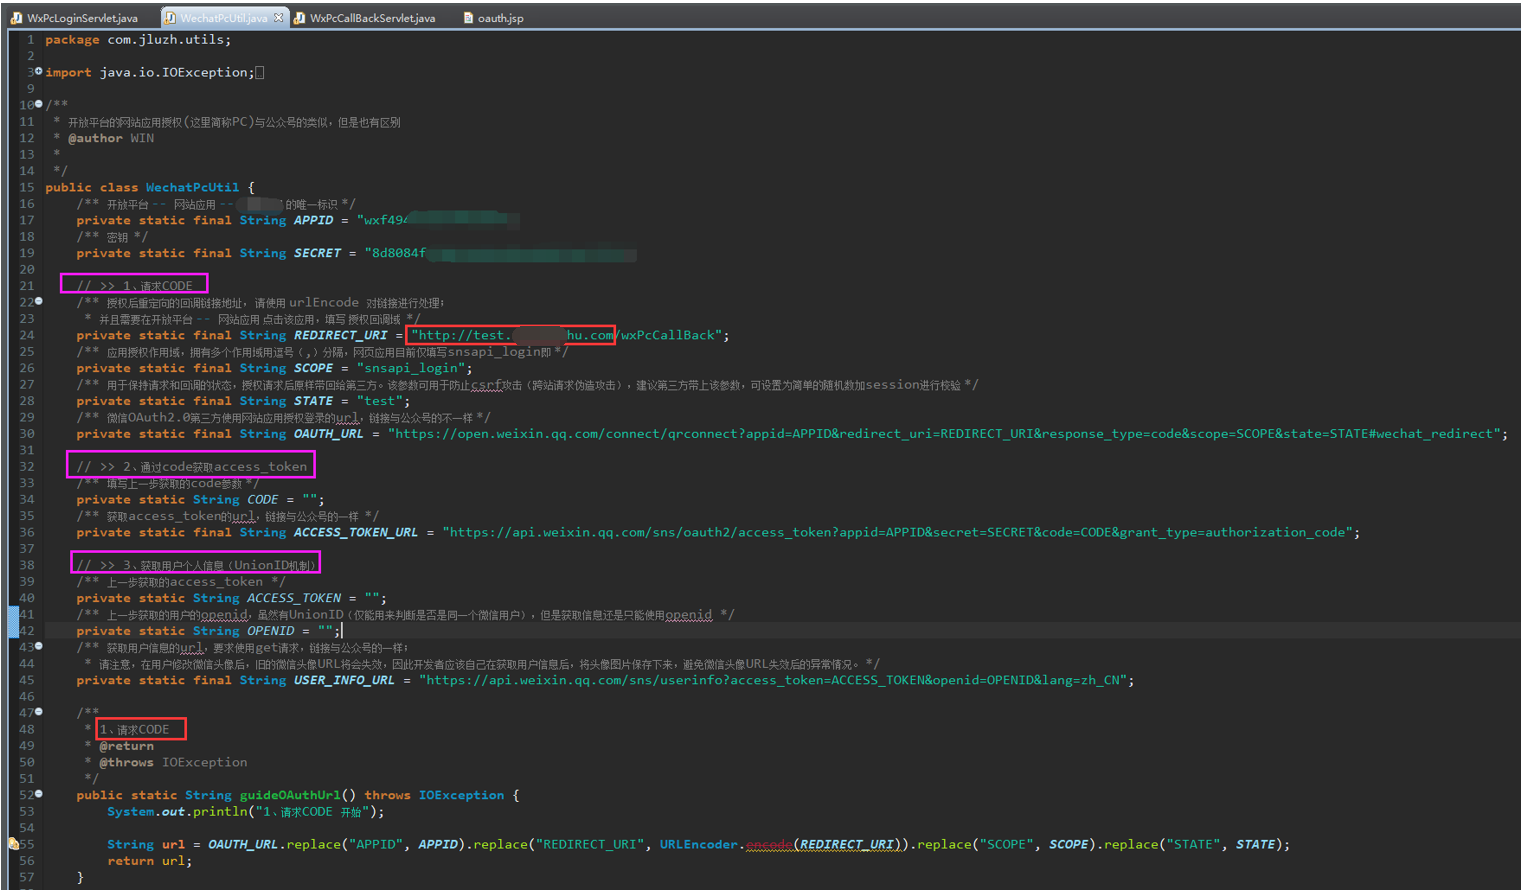 WxPcLoginServlet.java WechatPcUtil.java WxPcCallBackServlet.java oauth.jsp
1 package com.jluzh.utils;
2
3 import java.io.IOException;
9
10 /**
11 * 开放平台的网站应用授权(这里简称PC)与公众号的类似，但是也有区别
12 * @author WIN
13 *
14 */
15 public class WechatPcUtil {
16 /** 开放平台 -- 网站应用 -- 的唯一标识 */
17 private static final String APPID = "wxf494
18 /** 密钥 */
19 private static final String SECRET = "8d8084f
20
21 // >> 1、请求CODE
22 /** 授权后重定向的回调链接地址，请使用 urlEncode 对链接进行处理；
23 * 并且需要在开放平台 -- 网站应用 点击该应用，填写 授权回调域 */
24 private static final String REDIRECT_URI = "http://test. hu.com/wxPcCallBack";
25 /** 应用授权作用域，拥有多个作用域用逗号（,）分隔，网页应用目前仅填写snsapi_login即 */
26 private static final String SCOPE = "snsapi_login";
27 /** 用于保持请求和回调的状态，授权请求后原样带回给第三方。该参数可用于防止csrf攻击（跨站请求伪造攻击），建议第三方带上该参数，可设置为简单的随机数加session进行校验 */
28 private static final String STATE = "test";
29 /** 微信OAuth2.0第三方使用网站应用授权登录的url，链接与公众号的不一样 */
30 private static final String OAUTH_URL = "https://open.weixin.qq.com/connect/qrconnect?appid=APPID&redirect_uri=REDIRECT_URI&response_type=code&scope=SCOPE&state=STATE#wechat_redirect";
31
32 // >> 2、通过code获取access_token
33 /** 填写上一步获取的code参数 */
34 private static String CODE = "";
35 /** 获取access_token的url，链接与公众号的一样 */
36 private static final String ACCESS_TOKEN_URL = "https://api.weixin.qq.com/sns/oauth2/access_token?appid=APPID&secret=SECRET&code=CODE&grant_type=authorization_code";
37
38 // >> 3、获取用户个人信息（UnionID机制）
39 /** 上一步获取的access_token */
40 private static String ACCESS_TOKEN = "";
41 /** 上一步获取的用户的openid，虽然有UnionID（仅能用来判断是否是同一个微信用户），但是获取信息还是只能使用openid */
42 private static String OPENID = "";
43 /** 获取用户信息的url，要求使用get请求，链接与公众号的一样；
44 * 请注意，在用户修改微信头像后，旧的微信头像URL将会失效，因此开发者应该自己在获取用户信息后，将头像图片保存下来，避免微信头像URL失效后的异常情况。 */
45 private static final String USER_INFO_URL = "https://api.weixin.qq.com/sns/userinfo?access_token=ACCESS_TOKEN&openid=OPENID&lang=zh_CN";
46
47 /**
48 * 1、请求CODE
49 * @return
50 * @throws IOException
51 */
52 public static String guideOAuthUrl() throws IOException {
53 System.out.println("1、请求CODE 开始");
54
55 String url = OAUTH_URL.replace("APPID", APPID).replace("REDIRECT_URI", URLEncoder.encode(REDIRECT_URI)).replace("SCOPE", SCOPE).replace("STATE", STATE);
56 return url;
57 }